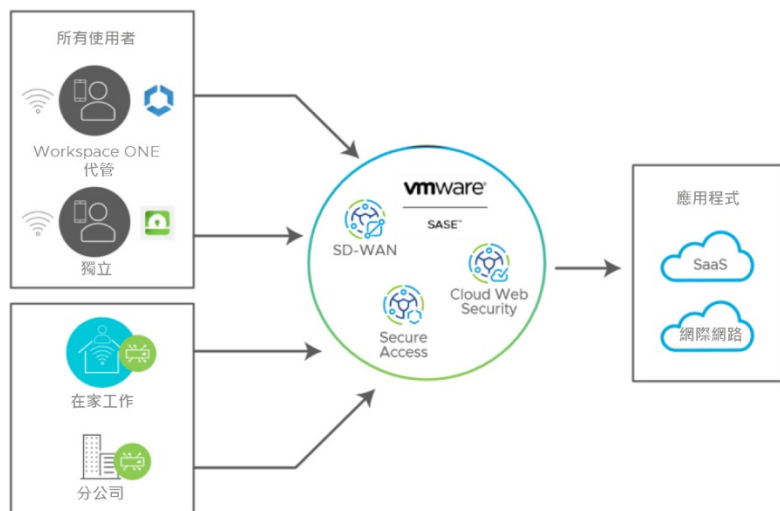 所有使用者
Workspace ONE
代管
獨立
在家工作
分公司
vmware®
SASE™
SD-WAN
Cloud Web
Security
Secure
Access
應用程式
SaaS
網際網路